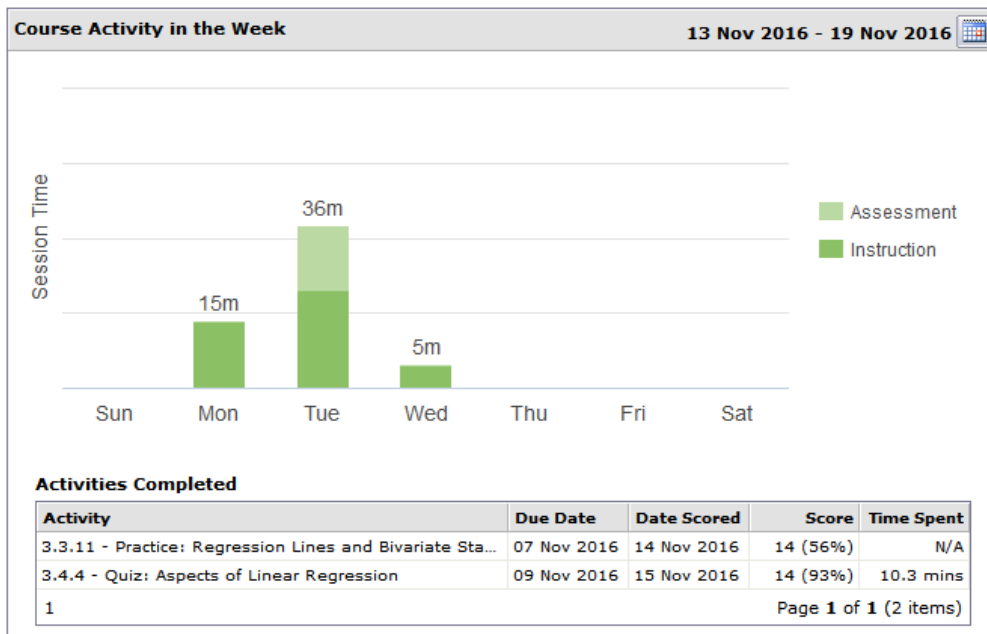 Course Activity in the Week 13 Nov 2016 - 19 Nov 2016
Session Time
36m
15m
5m
Assessment
Instruction
Sun Mon Tue Wed Thu Fri Sat
Activities Completed
Activity Due Date Date Scored Score Time Spent
3.3.11 - Practice: Regression Lines and Bivariate Sta... 07 Nov 2016 14 Nov 2016 14 (56%) N/A
3.4.4 - Quiz: Aspects of Linear Regression 09 Nov 2016 15 Nov 2016 14 (93%) 10.3 mins
1 Page 1 of 1 (2 items)